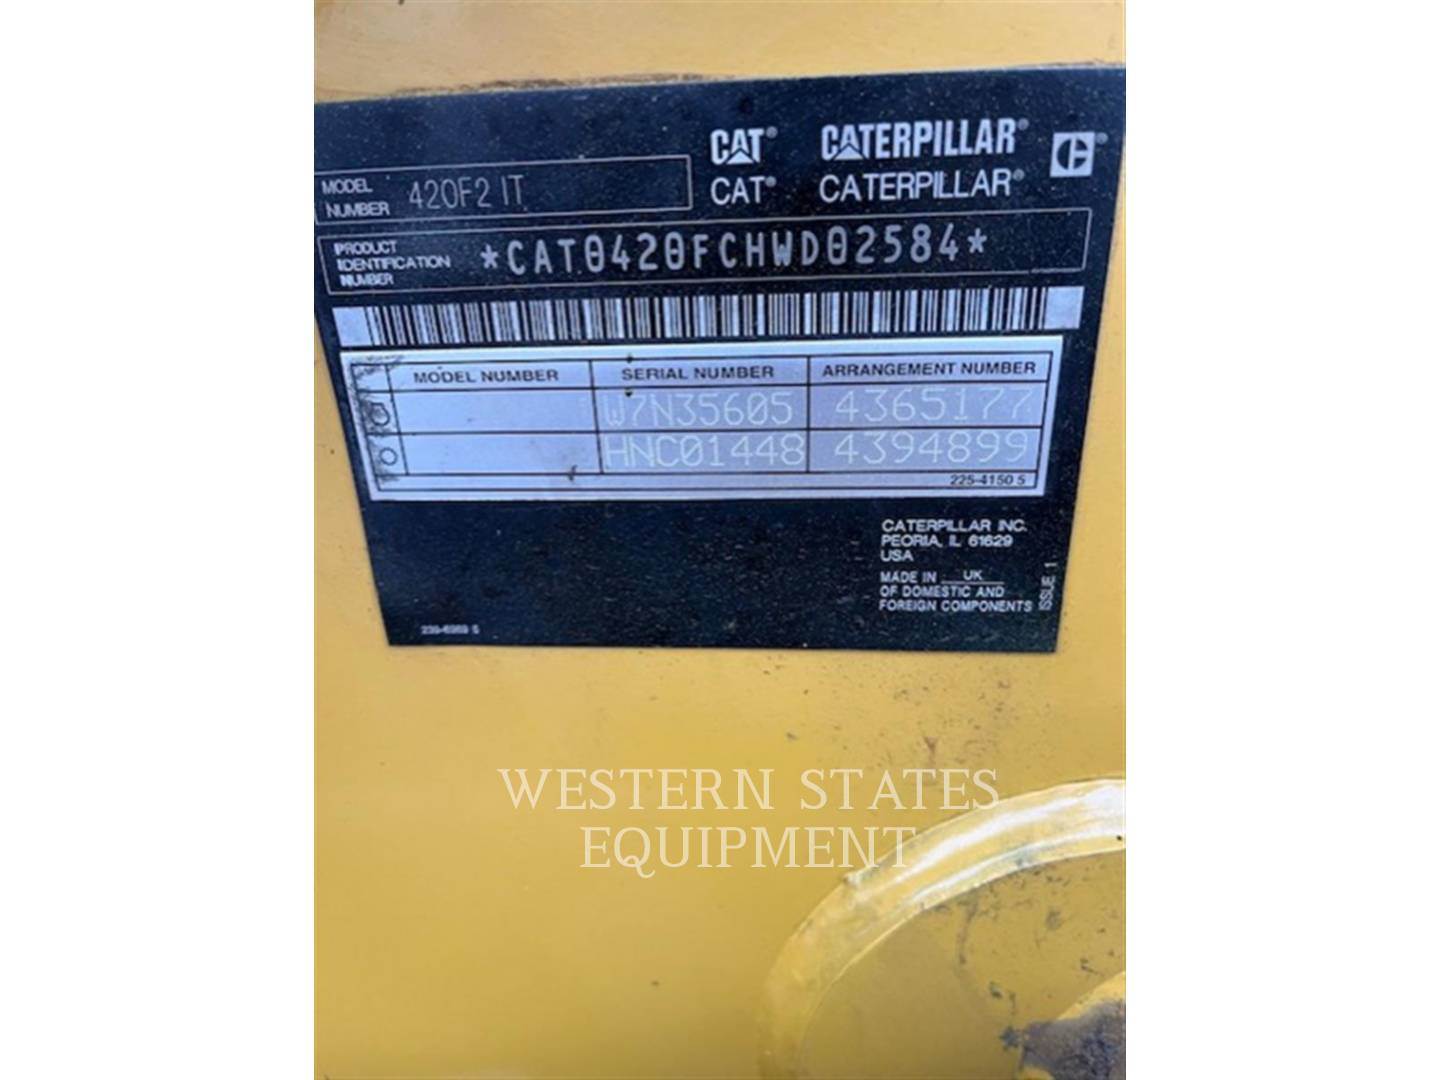 CAT® CATERPILLAR®
CAT® CATERPILLAR®
MODEL NUMBER 420F2 IT
PRODUCT IDENTIFICATION NUMBER *CAT0420FCHWD02584*
MODEL NUMBER SERIAL NUMBER ARRANGEMENT NUMBER
W7N35605 4365177
HNC01448 4394899
225-4150 5
CATERPILLAR INC.
PEORIA, IL 61629
USA
MADE IN UK
OF DOMESTIC AND
FOREIGN COMPONENTS
ISSUE 1
WESTERN STATES
EQUIPMENT